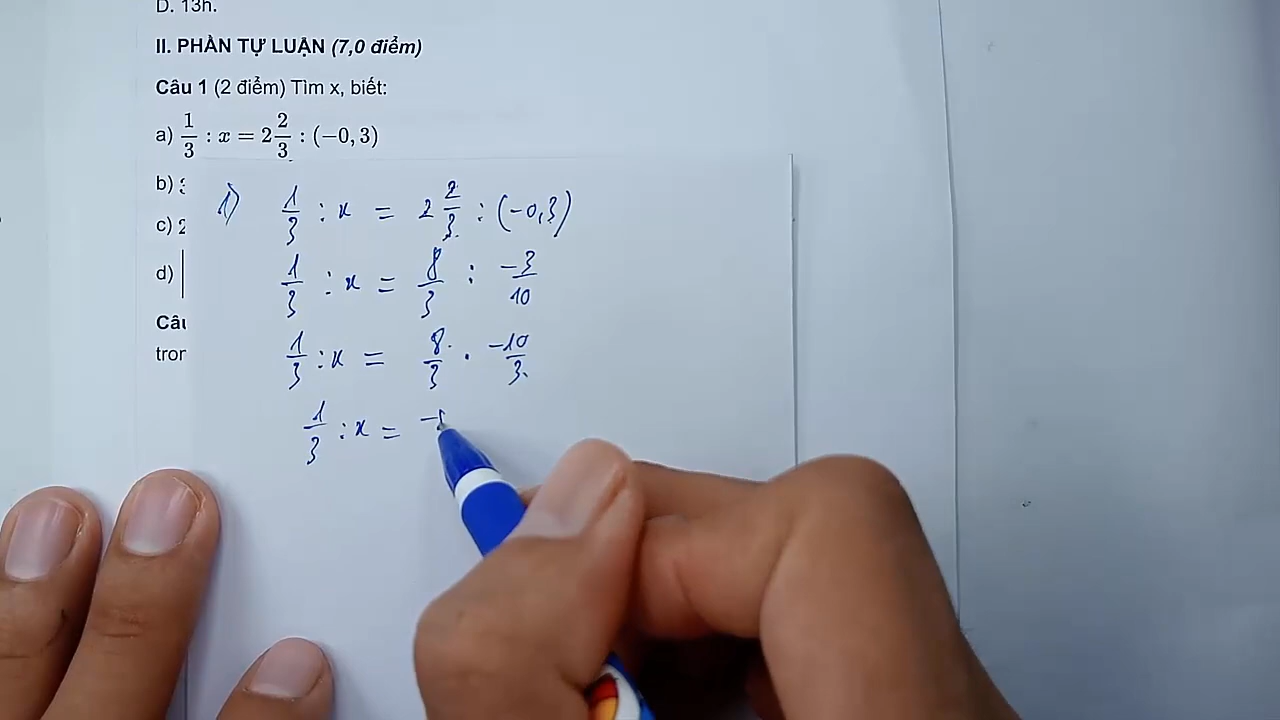 D. 13h.
II. PHẦN TỰ LUẬN (7,0 điểm)
Câu 1 (2 điểm) Tìm x, biết:
a) 1/3 : x = 2 2/3 : (−0,3)
b)
1) 1/3 : x = 2 2/3 : (-0,3)
c) 2
1/3 : x = 8/3 : -3/10
d) |
Câu
1/3 : x = 8/3 . -10/3
tron
1/3 : x = -